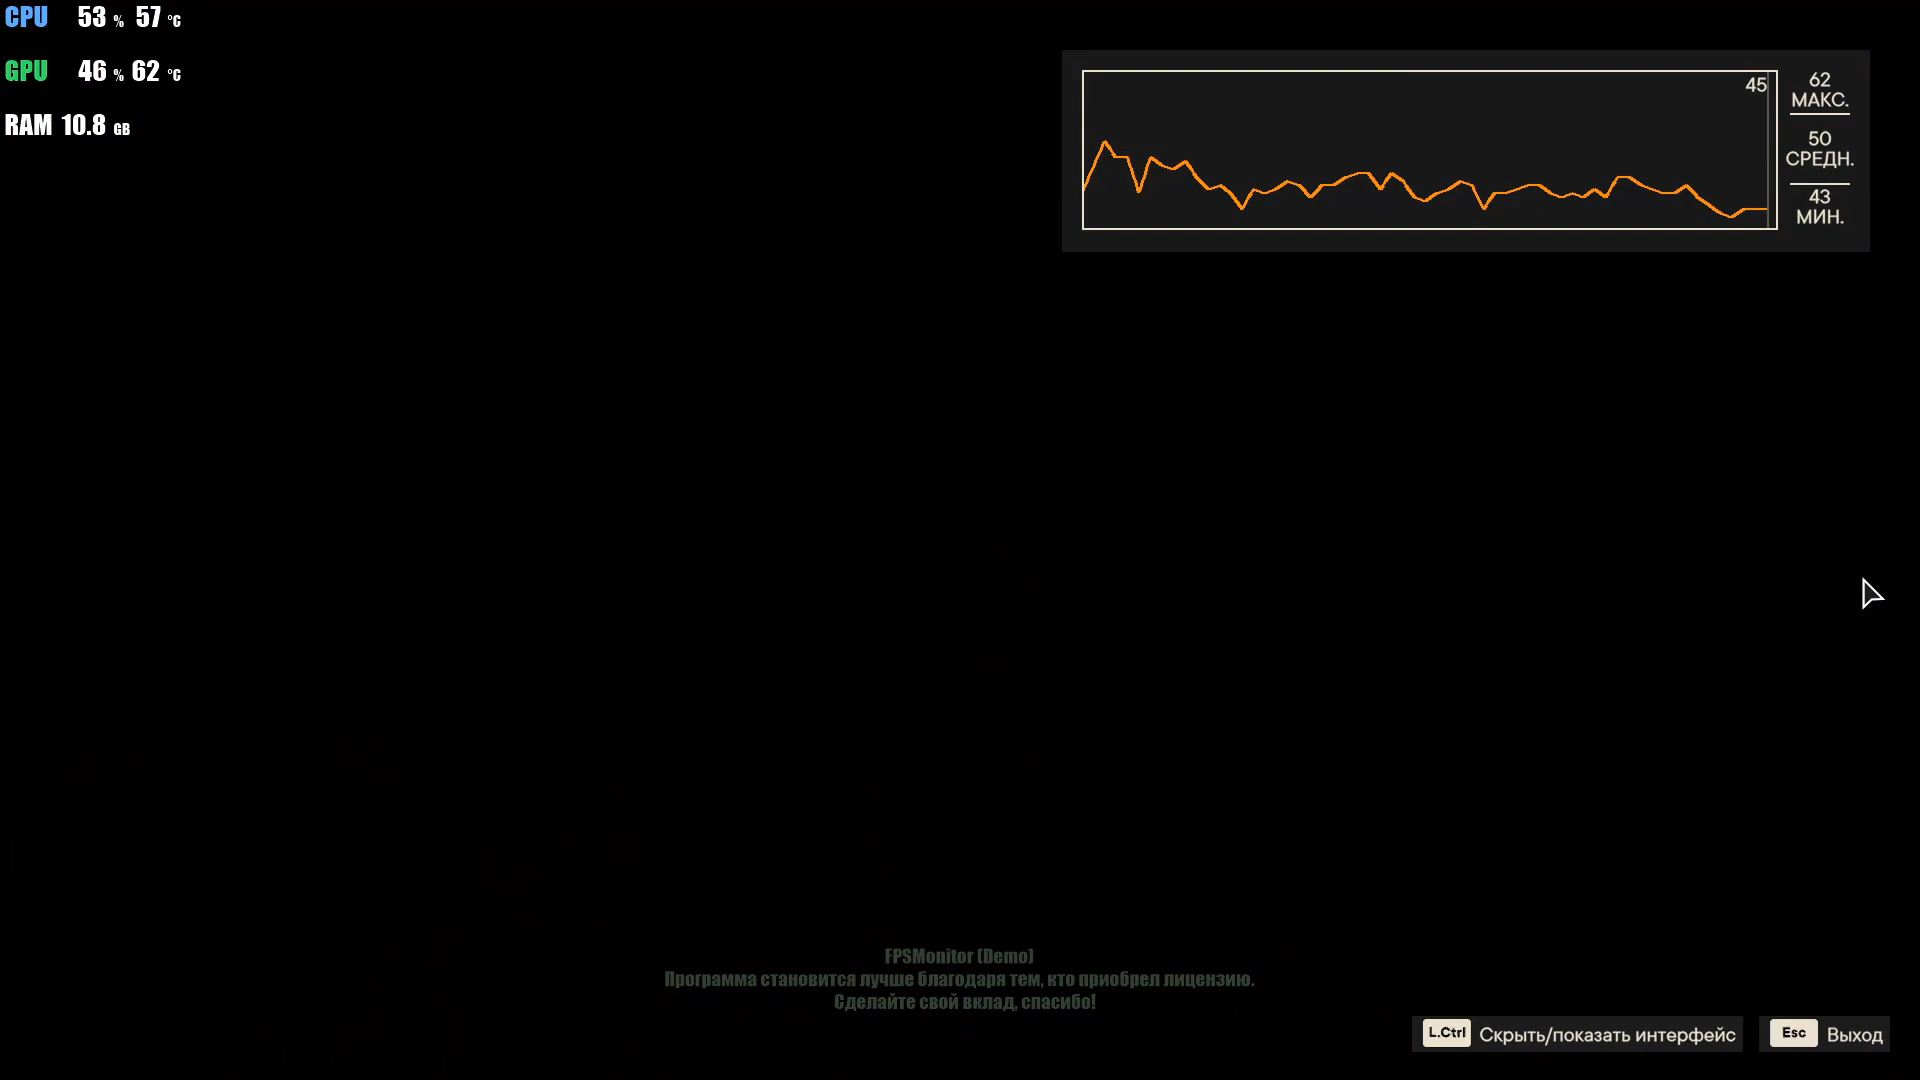 CPU 53 % 57 °C
GPU 46 % 62 °C
RAM 10.8 GB
45
62
МАКС.
50
СРЕДН.
43
МИН.
FPSMonitor (Demo)
Программа становится лучше благодаря тем, кто приобрел лицензию.
Сделайте свой вклад, спасибо!
L.Ctrl Скрыть/показать интерфейс
Esc Выход